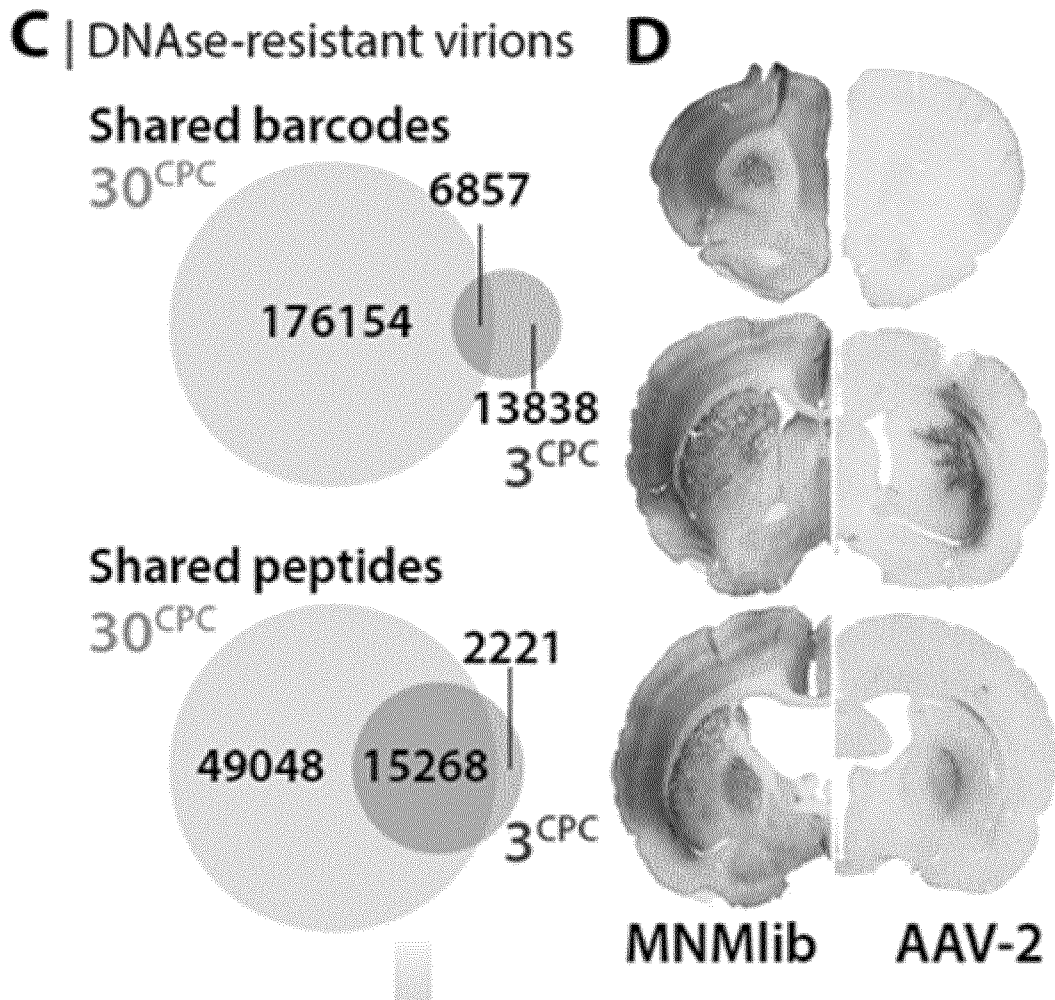 C | DNAse-resistant virions
Shared barcodes
30CPC
6857
176154
13838
3CPC
Shared peptides
30CPC
2221
49048
15268
3CPC
D
MNMlib
AAV-2